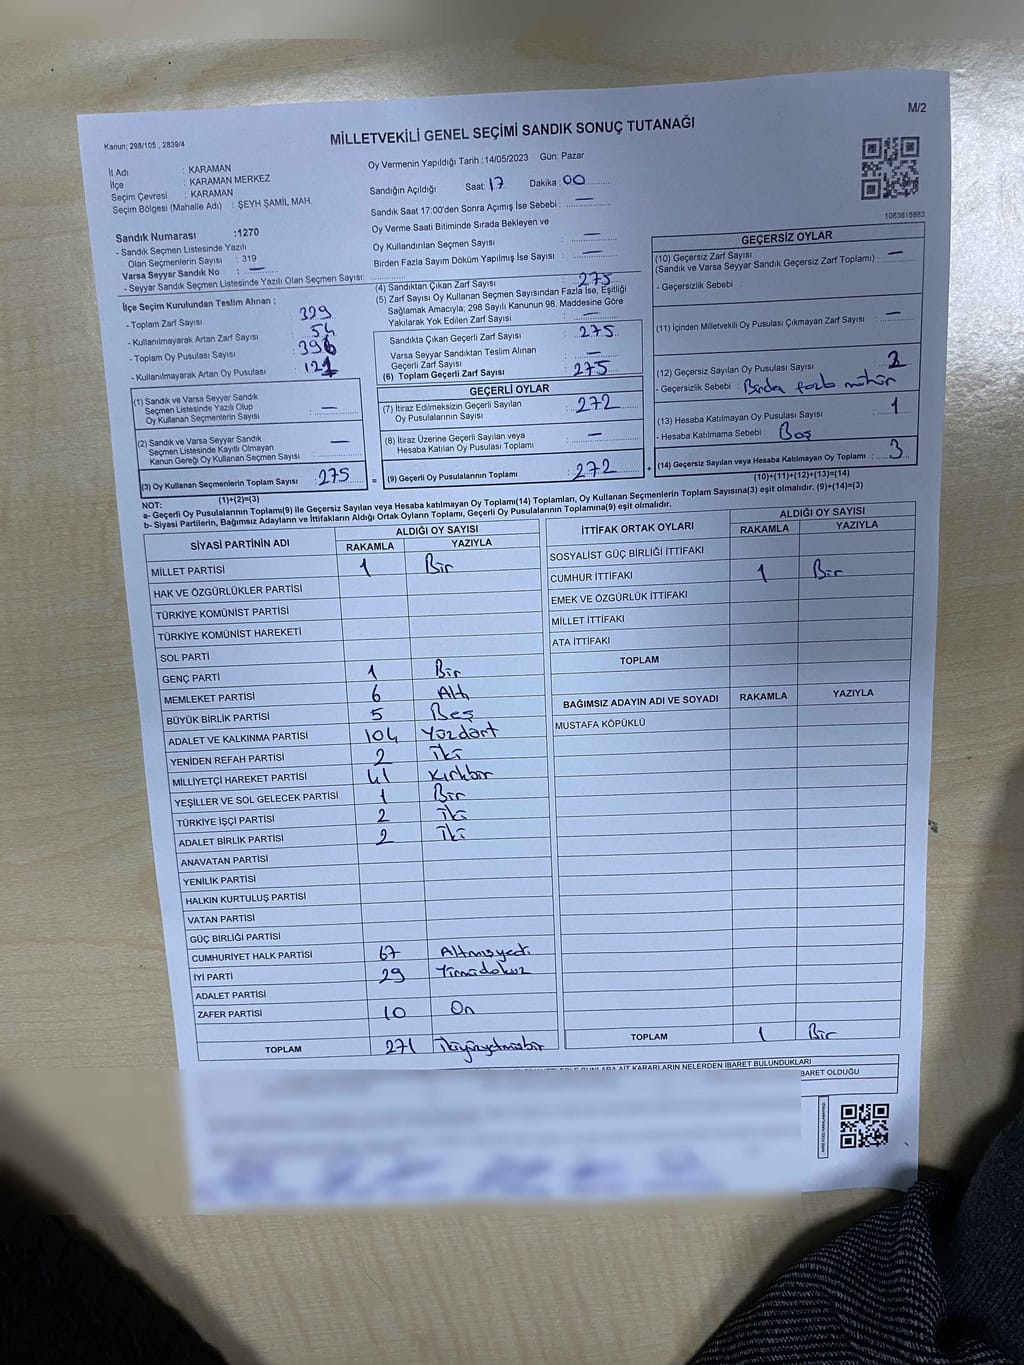 M/2
MİLLETVEKİLİ GENEL SEÇİMİ SANDIK SONUÇ TUTANAĞI
Kanun; 298/105 , 2839/4
İl Adı : KARAMAN
İlçe : KARAMAN MERKEZ
Seçim Çevresi : KARAMAN
Seçim Bölgesi (Mahalle Adı) : ŞEYH ŞAMİL MAH.
Sandık Numarası :1270
- Sandık Seçmen Listesinde Yazılı
Olan Seçmenlerin Sayısı : 319
Varsa Seyyar Sandık No : —
- Seyyar Sandık Seçmen Listesinde Yazılı Olan Seçmen Sayısı:
İlçe Seçim Kurulundan Teslim Alınan ;
- Toplam Zarf Sayısı : 329
- Kullanılmayarak Artan Zarf Sayısı : 54
- Toplam Oy Pusulası Sayısı : 396
- Kullanılmayarak Artan Oy Pusulası : 121
(1) Sandık ve Varsa Seyyar Sandık
Seçmen Listesinde Yazılı Olup
Oy Kullanan Seçmenlerin Sayısı : —
(2) Sandık ve Varsa Seyyar Sandık
Seçmen Listesinde Kayıtlı Olmayan
Kanun Gereği Oy Kullanan Seçmen Sayısı : —
(3) Oy Kullanan Seçmenlerin Toplam Sayısı : 275
(1)+(2)=(3)
Oy Vermenin Yapıldığı Tarih :14/05/2023 Gün: Pazar
Sandığın Açıldığı Saat: 17 Dakika : 00
Sandık Saat 17:00'den Sonra Açımış İse Sebebi : —
Oy Verme Saati Bitiminde Sırada Bekleyen ve
Oy Kullandırılan Seçmen Sayısı : —
Birden Fazla Sayım Döküm Yapılmış İse Sayısı : —
(4) Sandıktan Çıkan Zarf Sayısı : 275
(5) Zarf Sayısı Oy Kullanan Seçmen Sayısından Fazla İse, Eşitliği
Sağlamak Amacıyla; 298 Sayılı Kanunun 98. Maddesine Göre
Yakılarak Yok Edilen Zarf Sayısı : —
Sandıkta Çıkan Geçerli Zarf Sayısı : 275
Varsa Seyyar Sandıktan Teslim Alınan
Geçerli Zarf Sayısı : —
(6) Toplam Geçerli Zarf Sayısı : 275
GEÇERLİ OYLAR
(7) İtiraz Edilmeksizin Geçerli Sayılan
Oy Pusulalarının Sayısı : 272
(8) İtiraz Üzerine Geçerli Sayılan veya
Hesaba Katılan Oy Pusulası Toplamı : —
= (9) Geçerli Oy Pusulalarının Toplamı : 272 +
1083615883
GEÇERSİZ OYLAR
(10) Geçersiz Zarf Sayısı
(Sandık ve Varsa Seyyar Sandık Geçersiz Zarf Toplamı) : —
- Geçersizlik Sebebi :
(11) İçinden Milletvekili Oy Pusulası Çıkmayan Zarf Sayısı : —
(12) Geçersiz Sayılan Oy Pusulası Sayısı : 2
- Geçersizlik Sebebi : Birden fazla mühür
(13) Hesaba Katılmayan Oy Pusulası Sayısı : 1
- Hesaba Katılmama Sebebi : Boş
(14) Geçersiz Sayılan veya Hesaba Katılmayan Oy Toplamı : 3
(10)+(11)+(12)+(13)=(14)
NOT:
a- Geçerli Oy Pusulalarının Toplamı(9) ile Geçersiz Sayılan veya Hesaba katılmayan Oy Toplamı(14) Toplamları, Oy Kullanan Seçmenlerin Toplam Sayısına(3) eşit olmalıdır. (9)+(14)=(3)
b- Siyasi Partilerin, Bağımsız Adayların ve İttifakların Aldığı Ortak Oyların Toplamı, Geçerli Oy Pusulalarının Toplamına(9) eşit olmalıdır.
SİYASİ PARTİNİN ADI ALDIĞI OY SAYISI
RAKAMLA YAZIYLA
MİLLET PARTİSİ 1 Bir
HAK VE ÖZGÜRLÜKLER PARTİSİ
TÜRKİYE KOMÜNİST PARTİSİ
TÜRKİYE KOMÜNİST HAREKETİ
SOL PARTİ
GENÇ PARTİ 1 Bir
MEMLEKET PARTİSİ 6 Altı
BÜYÜK BİRLİK PARTİSİ 5 Beş
ADALET VE KALKINMA PARTİSİ 104 Yüzdört
YENİDEN REFAH PARTİSİ 2 İki
MİLLİYETÇİ HAREKET PARTİSİ 41 Kırkbir
YEŞİLLER VE SOL GELECEK PARTİSİ 1 Bir
TÜRKİYE İŞÇİ PARTİSİ 2 İki
ADALET BİRLİK PARTİSİ 2 İki
ANAVATAN PARTİSİ
YENİLİK PARTİSİ
HALKIN KURTULUŞ PARTİSİ
VATAN PARTİSİ
GÜÇ BİRLİĞİ PARTİSİ
CUMHURİYET HALK PARTİSİ 67 Altmışyedi
İYİ PARTİ 29 Yirmidokuz
ADALET PARTİSİ
ZAFER PARTİSİ 10 On
TOPLAM 271 İkiyüzyetmişbir
İTTİFAK ORTAK OYLARI ALDIĞI OY SAYISI
RAKAMLA YAZIYLA
SOSYALİST GÜÇ BİRLİĞİ İTTİFAKI
CUMHUR İTTİFAKI 1 Bir
EMEK VE ÖZGÜRLÜK İTTİFAKI
MİLLET İTTİFAKI
ATA İTTİFAKI
TOPLAM
BAĞIMSIZ ADAYIN ADI VE SOYADI RAKAMLA YAZIYLA
MUSTAFA KÖPÜKLÜ
TOPLAM 1 Bir
KARARLARIN NELERDEN İBARET BULUNDUKLARI
İBARET OLDUĞU